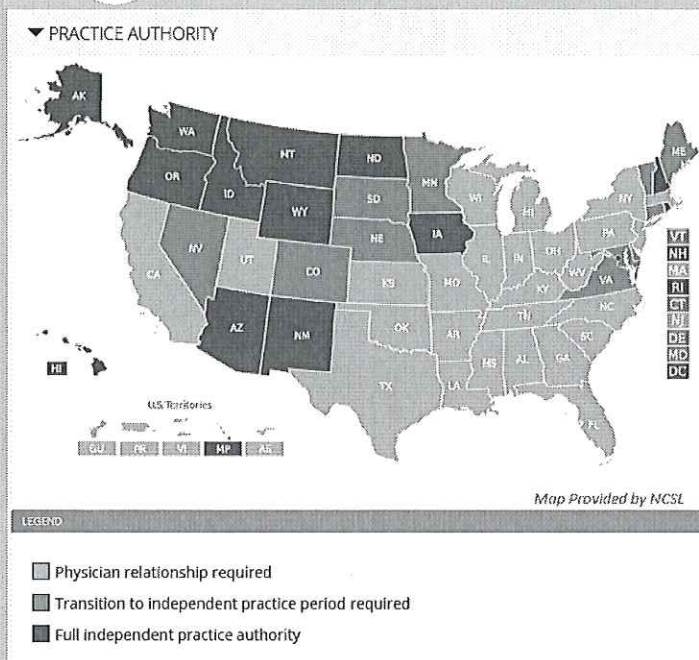 ▼ PRACTICE AUTHORITY
AK
WA
MT
ND
MN
ME
OR
ID
SD
WI
MI
NY
WY
IA
NE
PA
NV
UT
CO
IL
IN
OH
VT
CA
KS
MO
KY
WV
VA
NH
MA
AZ
NM
OK
AR
TN
NC
RI
SC
CT
MS
AL
GA
NJ
HI
TX
LA
DE
FL
MD
DC
U.S. Territories
GU PR VI MP AS
Map Provided by NCSL
LEGEND
Physician relationship required
Transition to independent practice period required
Full independent practice authority